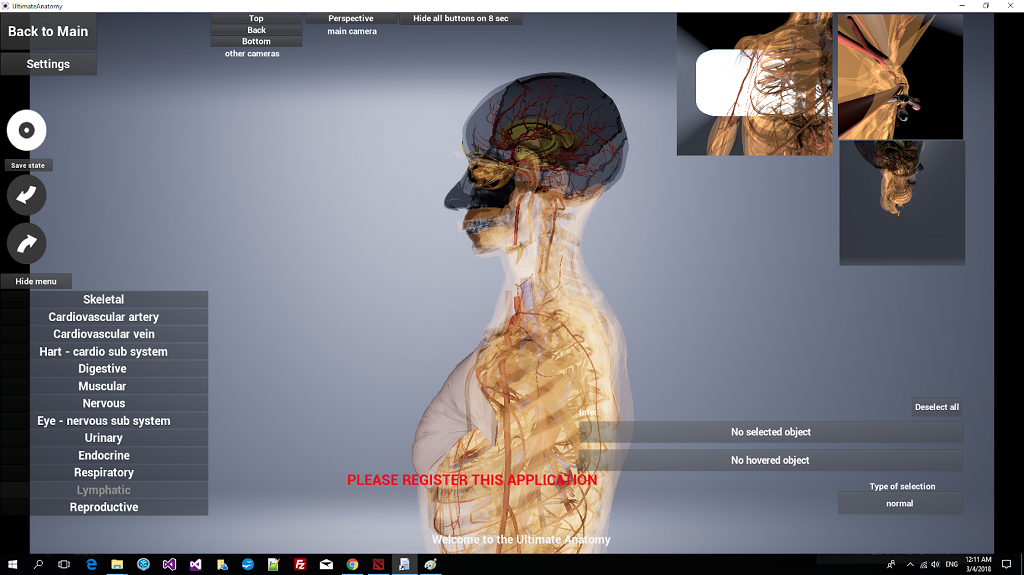 UltimateAnatomy
Back to Main
Settings
Top
Back
Bottom
other cameras
Perspective
main camera
Hide all buttons on 8 sec
Save state
Hide menu
Skeletal
Cardiovascular artery
Cardiovascular vein
Hart - cardio sub system
Digestive
Muscular
Nervous
Eye - nervous sub system
Urinary
Endocrine
Respiratory
Lymphatic
Reproductive
Deselect all
Info:
No selected object
No hovered object
Type of selection
normal
PLEASE REGISTER THIS APPLICATION
Welcome to the Ultimate Anatomy
ENG
12:11 AM
3/4/2018